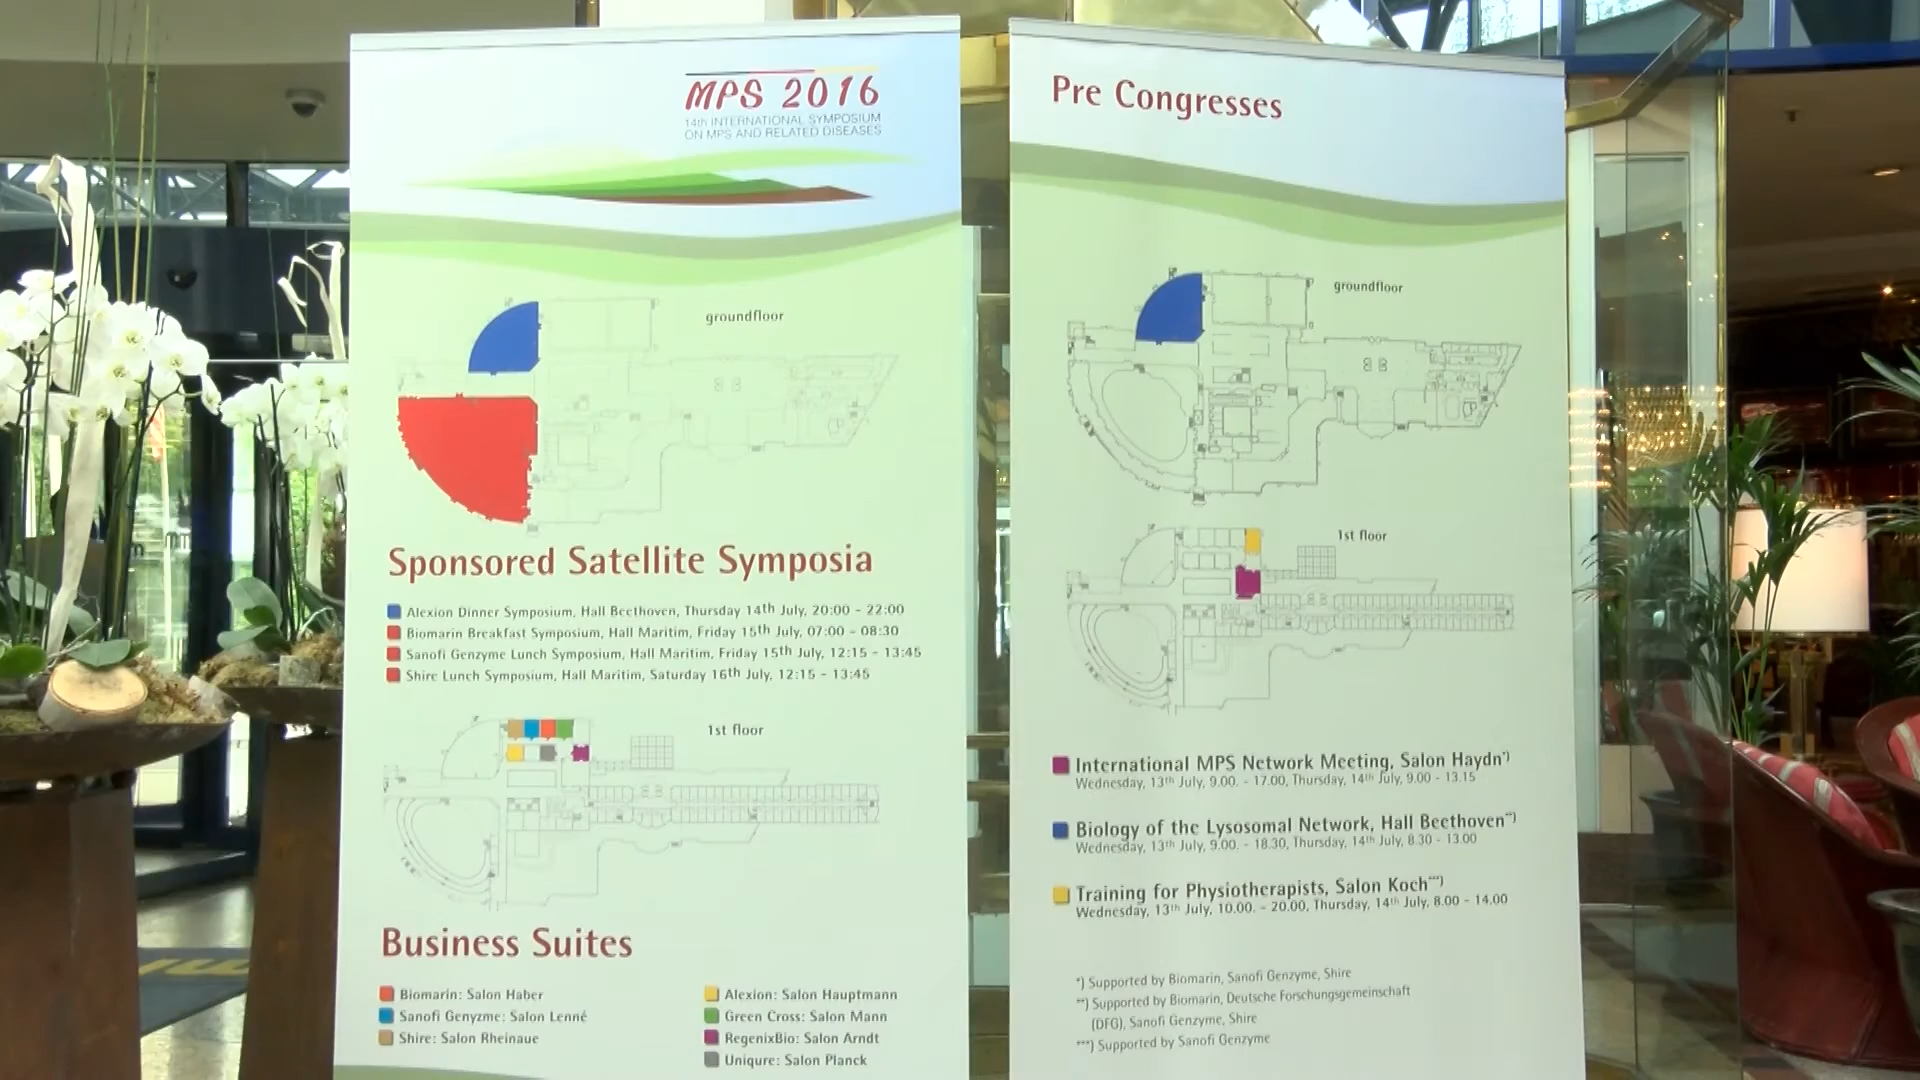 MPS 2016
14th INTERNATIONAL SYMPOSIUM
ON MPS AND RELATED DISEASES
groundfloor
Sponsored Satellite Symposia
Alexion Dinner Symposium, Hall Beethoven, Thursday 14th July, 20:00 - 22:00
Biomarin Breakfast Symposium, Hall Maritim, Friday 15th July, 07:00 - 08:30
Sanofi Genzyme Lunch Symposium, Hall Maritim, Friday 15th July, 12:15 - 13:45
Shire Lunch Symposium, Hall Maritim, Saturday 16th July, 12:15 - 13:45
1st floor
Business Suites
Biomarin: Salon Haber
Sanofi Genyzme: Salon Lenné
Shire: Salon Rheinaue
Alexion: Salon Hauptmann
Green Cross: Salon Mann
RegenixBio: Salon Arndt
Uniqure: Salon Planck
Pre Congresses
groundfloor
1st floor
International MPS Network Meeting, Salon Haydn*)
Wednesday, 13th July, 9.00. - 17.00, Thursday, 14th July, 9.00 - 13.15
Biology of the Lysosomal Network, Hall Beethoven**)
Wednesday, 13th July, 9.00. - 18.30, Thursday, 14th July, 8.30 - 13.00
Training for Physiotherapists, Salon Koch***)
Wednesday, 13th July, 10.00. - 20.00, Thursday, 14th July, 8.00 - 14.00
*) Supported by Biomarin, Sanofi Genzyme, Shire
**) Supported by Biomarin, Deutsche Forschungsgemeinschaft
(DFG), Sanofi Genzyme, Shire
***) Supported by Sanofi Genzyme